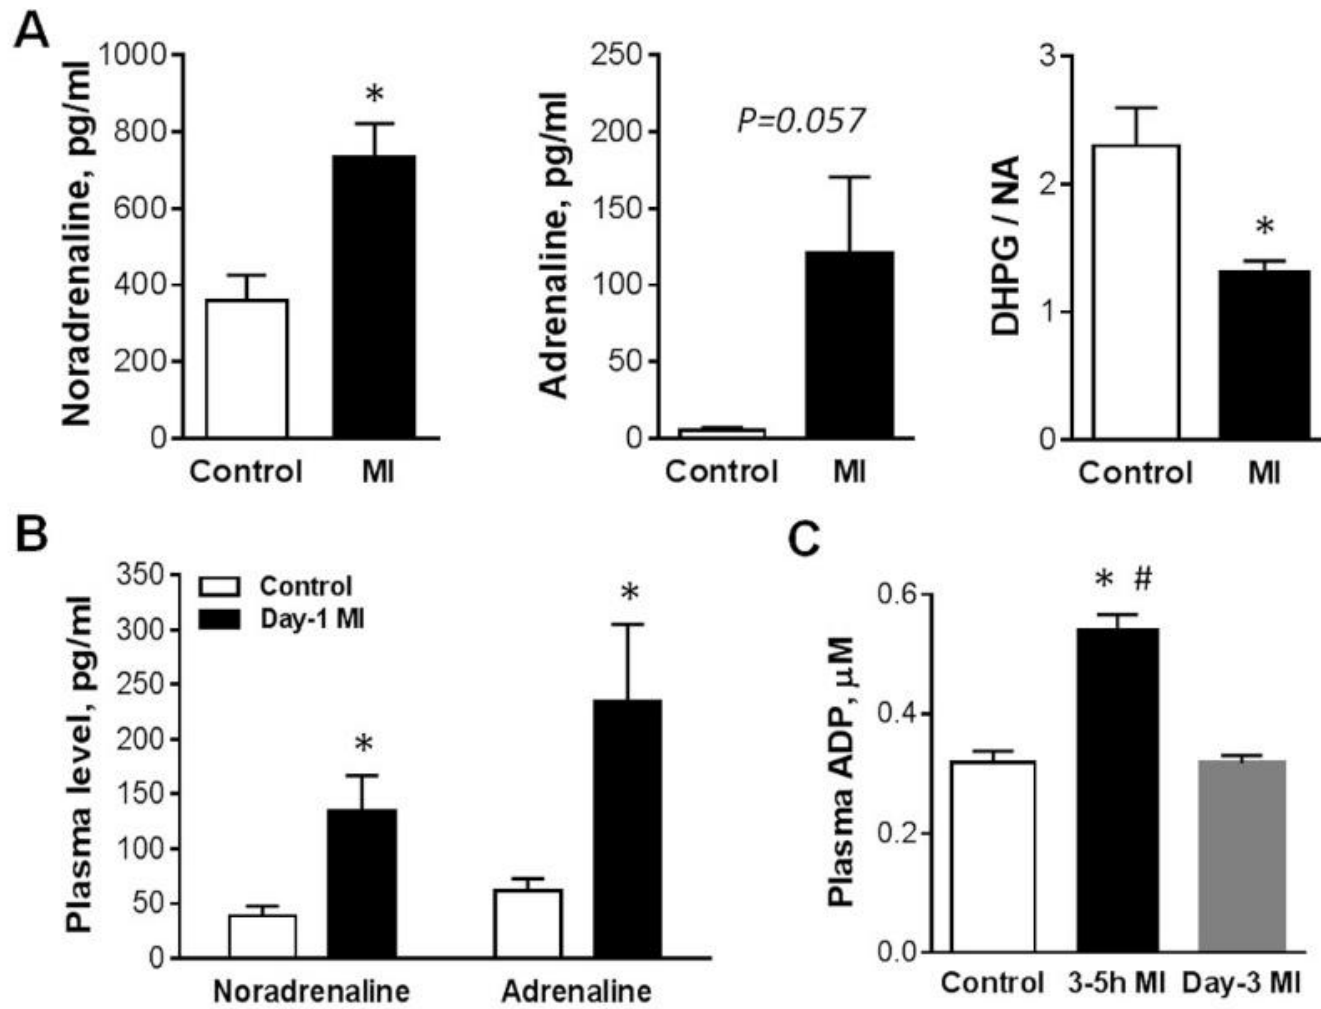 A
Noradrenaline, pg/ml
1000
800
600
400
200
0
*
Control MI
Adrenaline, pg/ml
250
200
150
100
50
0
P=0.057
Control MI
DHPG / NA
3
2
1
0
*
Control MI
B
Plasma level, pg/ml
350
300
250
200
150
100
50
0
Control
Day-1 MI
*
*
Noradrenaline Adrenaline
C
Plasma ADP, μM
0.6
0.4
0.2
0.0
* #
Control 3-5h MI Day-3 MI